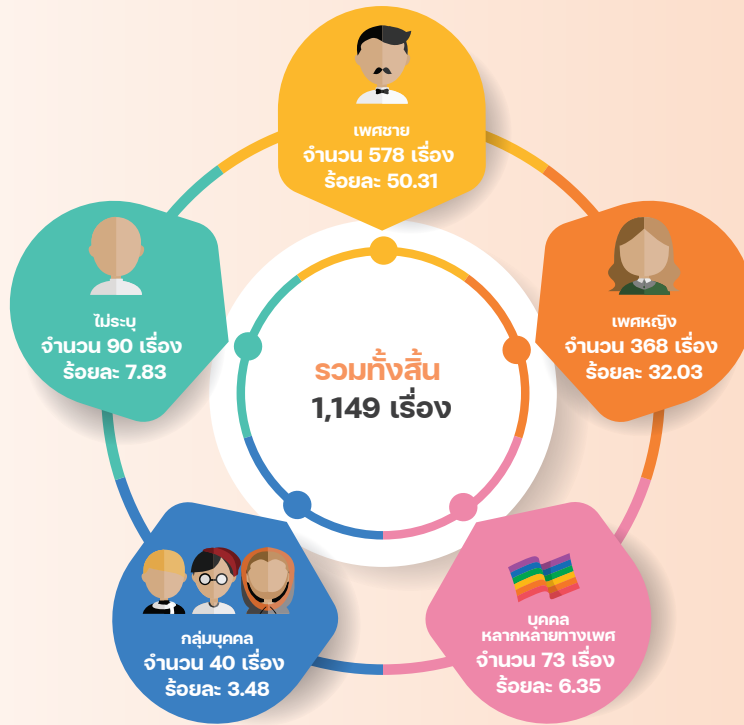 เพศชาย
จำนวน 578 เรื่อง
ร้อยละ 50.31
เพศหญิง
จำนวน 368 เรื่อง
ร้อยละ 32.03
ไม่ระบุ
จำนวน 90 เรื่อง
ร้อยละ 7.83
รวมทั้งสิ้น
1,149 เรื่อง
บุคคล
หลากหลายทางเพศ
จำนวน 73 เรื่อง
ร้อยละ 6.35
กลุ่มบุคคล
จำนวน 40 เรื่อง
ร้อยละ 3.48